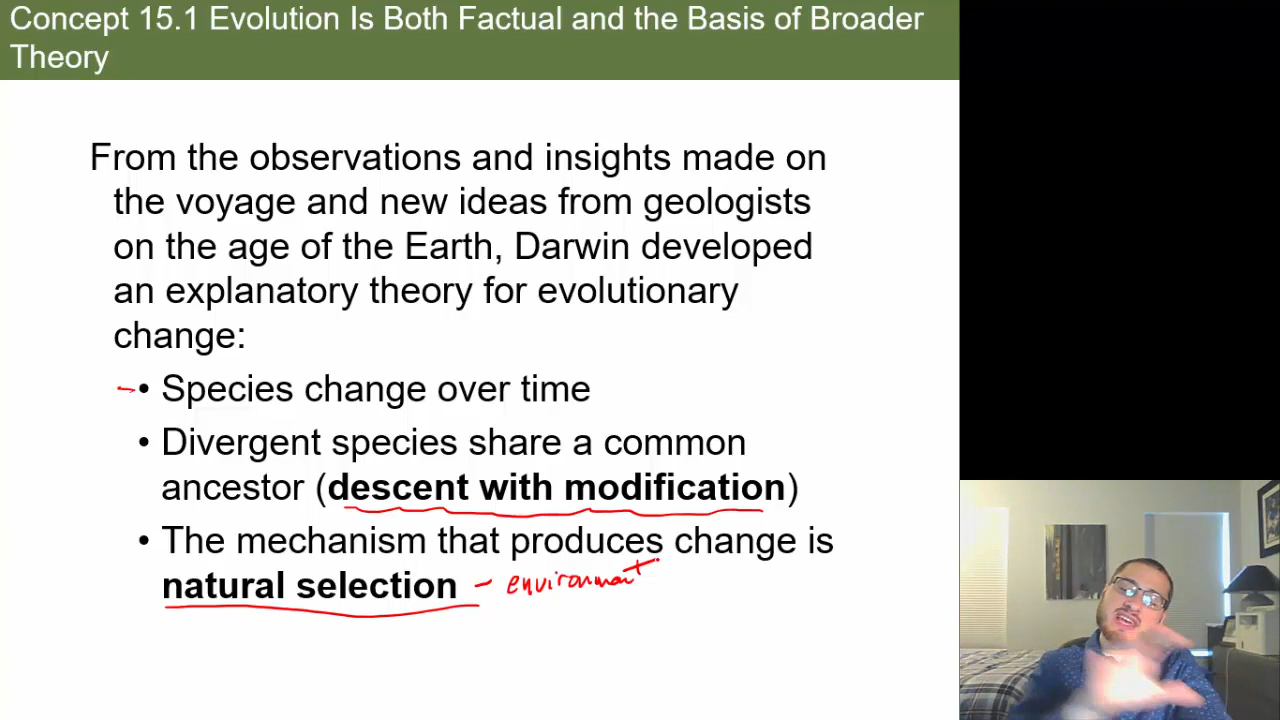 Concept 15.1 Evolution Is Both Factual and the Basis of Broader
Theory
From the observations and insights made on
the voyage and new ideas from geologists
on the age of the Earth, Darwin developed
an explanatory theory for evolutionary
change:
• Species change over time
• Divergent species share a common
ancestor (descent with modification)
• The mechanism that produces change is
natural selection - environment